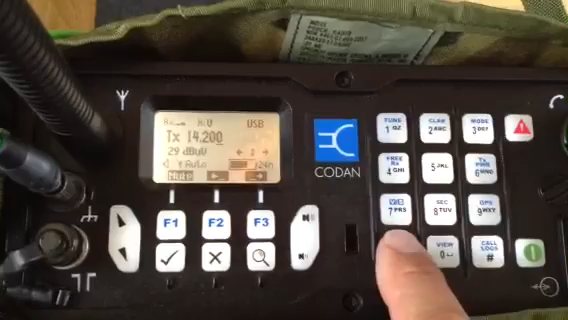 USB
Tx 14.200
29 dBuV
Auto
Mute
CODAN
TUNE
1 QZ
CLAR
2 ABC
MODE
3 DEF
FREE
Rx
4 GHI
5 JKL
Tx
PWR
6 MNO
V/S
7 PRS
SEC
8 TUV
GPS
9 WXY
VIEW
0
CALL
LOGS
#
F1
F2
F3